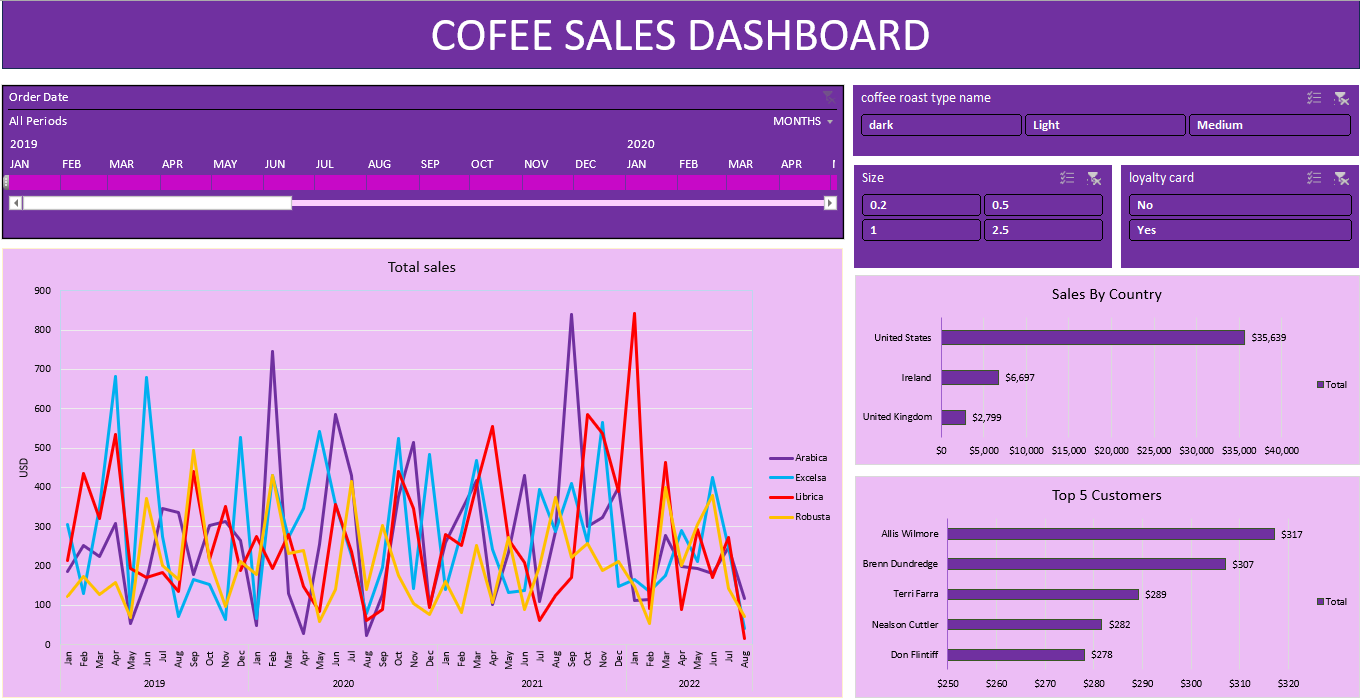 COFEE SALES DASHBOARD
Order Date
All Periods MONTHS
2019 2020
JAN FEB MAR APR MAY JUN JUL AUG SEP OCT NOV DEC JAN FEB MAR APR
coffee roast type name
dark Light Medium
Size
0.2 0.5
1 2.5
loyalty card
No
Yes
Total sales
900
800
700
600
500
400
300
200
100
0
USD
Jan Feb Mar Apr May Jun Jul Aug Sep Oct Nov Dec Jan Feb Mar Apr May Jun Jul Aug Sep Oct Nov Dec Jan Feb Mar Apr May Jun Jul Aug Sep Oct Nov Dec Jan Feb Mar Apr May Jun Jul Aug
2019 2020 2021 2022
Arabica
Excelsa
Librica
Robusta
Sales By Country
United States $35,639
Ireland $6,697
United Kingdom $2,799
$0 $5,000 $10,000 $15,000 $20,000 $25,000 $30,000 $35,000 $40,000
Total
Top 5 Customers
Allis Wilmore $317
Brenn Dundredge $307
Terri Farra $289
Nealson Cuttler $282
Don Flintiff $278
$250 $260 $270 $280 $290 $300 $310 $320
Total